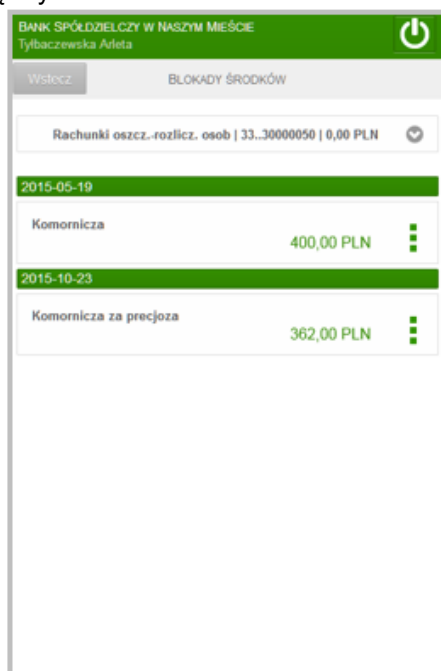 BANK SPÓŁDZIELCZY W NASZYM MIEŚCIE
Tylbaczewska Arleta
Wstecz
BLOKADY ŚRODKÓW
Rachunki oszcz.-rozlicz. osob | 33..30000050 | 0,00 PLN
2015-05-19
Komornicza
400,00 PLN
2015-10-23
Komornicza za precjoza
362,00 PLN